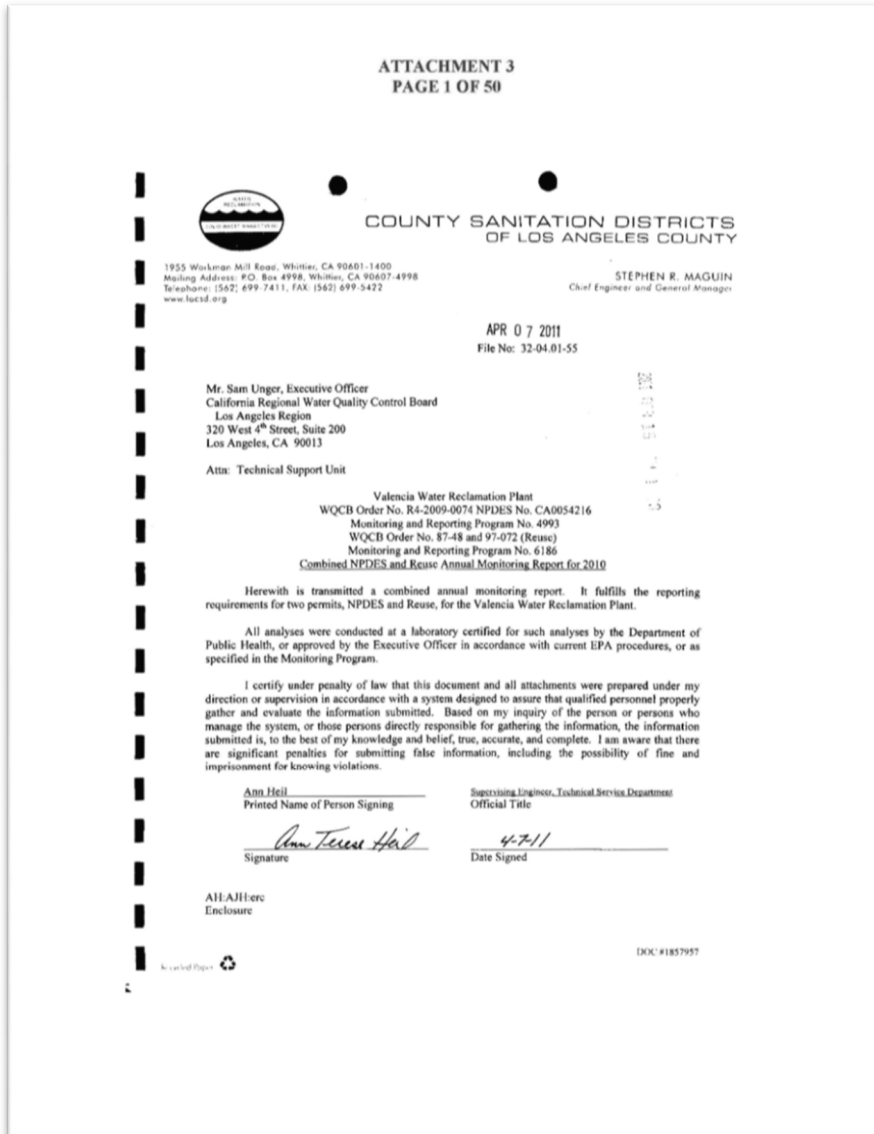 ATTACHMENT 3
PAGE 1 OF 50
WATER
RECLAMATION
SOLID WASTE MANAGEMENT
COUNTY SANITATION DISTRICTS
OF LOS ANGELES COUNTY
1955 Workman Mill Road, Whittier, CA 90601-1400
Mailing Address: P.O. Box 4998, Whittier, CA 90607-4998
Telephone: (562) 699-7411, FAX: (562) 699-5422
www.lacsd.org
STEPHEN R. MAGUIN
Chief Engineer and General Manager
APR 07 2011
File No: 32-04.01-55
Mr. Sam Unger, Executive Officer
California Regional Water Quality Control Board
Los Angeles Region
320 West 4th Street, Suite 200
Los Angeles, CA 90013
Attn: Technical Support Unit
Valencia Water Reclamation Plant
WQCB Order No. R4-2009-0074 NPDES No. CA0054216
Monitoring and Reporting Program No. 4993
WQCB Order No. 87-48 and 97-072 (Reuse)
Monitoring and Reporting Program No. 6186
Combined NPDES and Reuse Annual Monitoring Report for 2010
Herewith is transmitted a combined annual monitoring report. It fulfills the reporting
requirements for two permits, NPDES and Reuse, for the Valencia Water Reclamation Plant.
All analyses were conducted at a laboratory certified for such analyses by the Department of
Public Health, or approved by the Executive Officer in accordance with current EPA procedures, or as
specified in the Monitoring Program.
I certify under penalty of law that this document and all attachments were prepared under my
direction or supervision in accordance with a system designed to assure that qualified personnel properly
gather and evaluate the information submitted. Based on my inquiry of the person or persons who
manage the system, or those persons directly responsible for gathering the information, the information
submitted is, to the best of my knowledge and belief, true, accurate, and complete. I am aware that there
are significant penalties for submitting false information, including the possibility of fine and
imprisonment for knowing violations.
Ann Heil
Printed Name of Person Signing
Supervising Engineer, Technical Service Department
Official Title
Ann Terese Heil
Signature
4-7-11
Date Signed
AH:AJH:erc
Enclosure
DOC #1857957
Recycled Paper